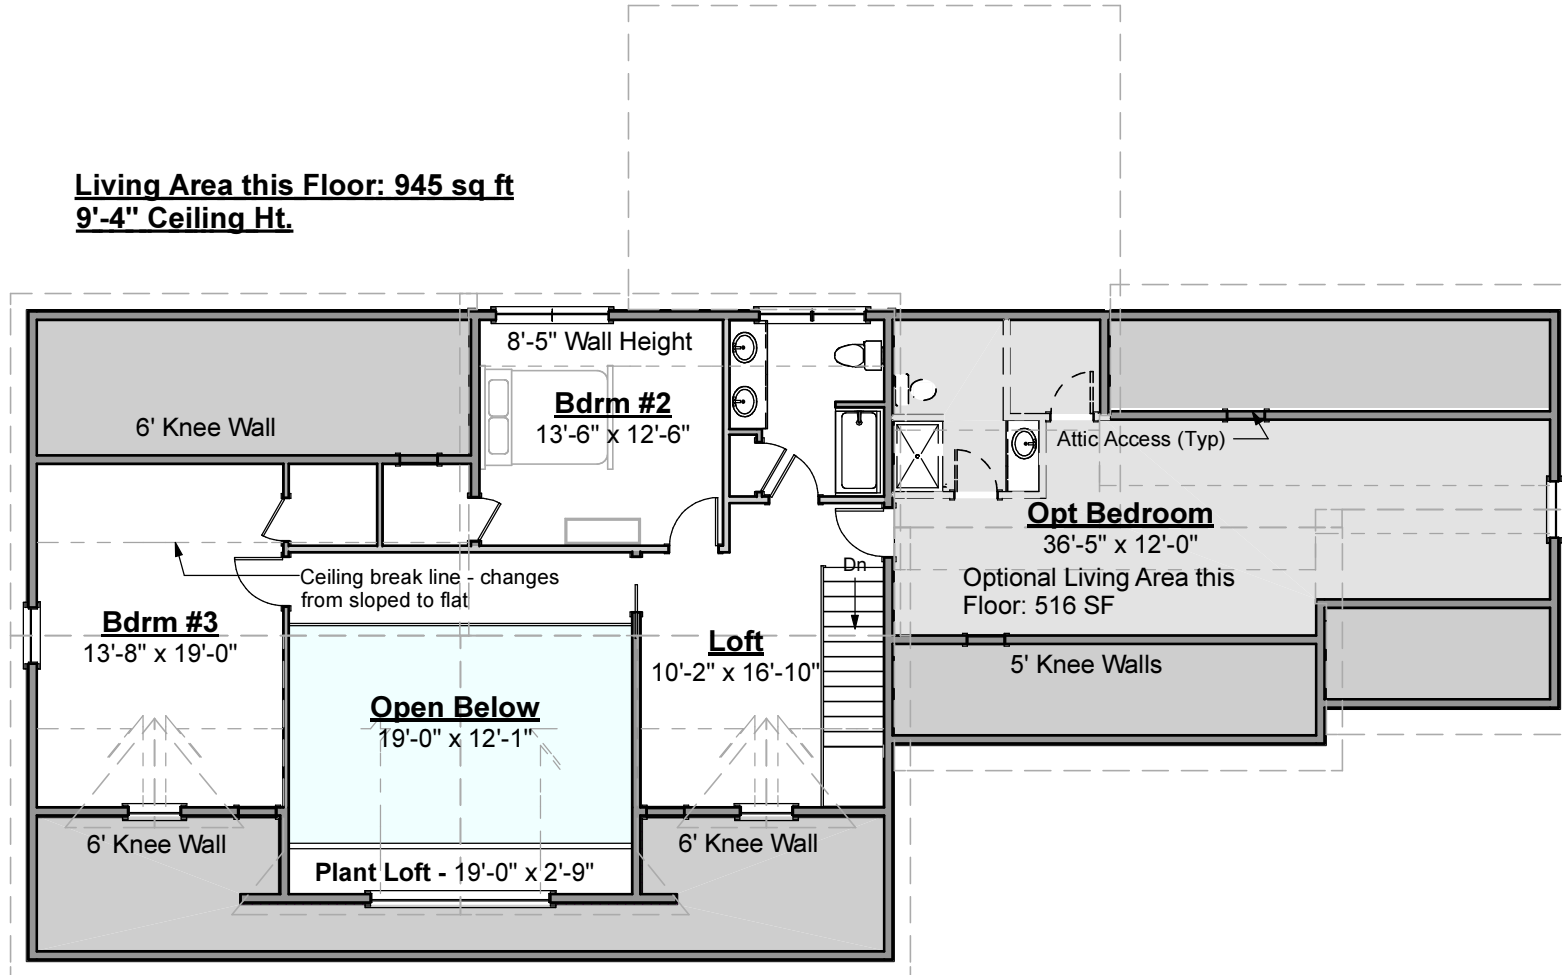 Living Area this Floor: 945 sq ft
9'-4" Ceiling Ht.
8'-5" Wall Height
Bdrm #2
13'-6" x 12'-6"
6' Knee Wall
Attic Access (Typ)
Opt Bedroom
36'-5" x 12'-0"
Optional Living Area this
Floor: 516 SF
Dn
Ceiling break line - changes
from sloped to flat
Bdrm #3
13'-8" x 19'-0"
Loft
10'-2" x 16'-10"
5' Knee Walls
Open Below
19'-0" x 12'-1"
6' Knee Wall
6' Knee Wall
Plant Loft - 19'-0" x 2'-9"